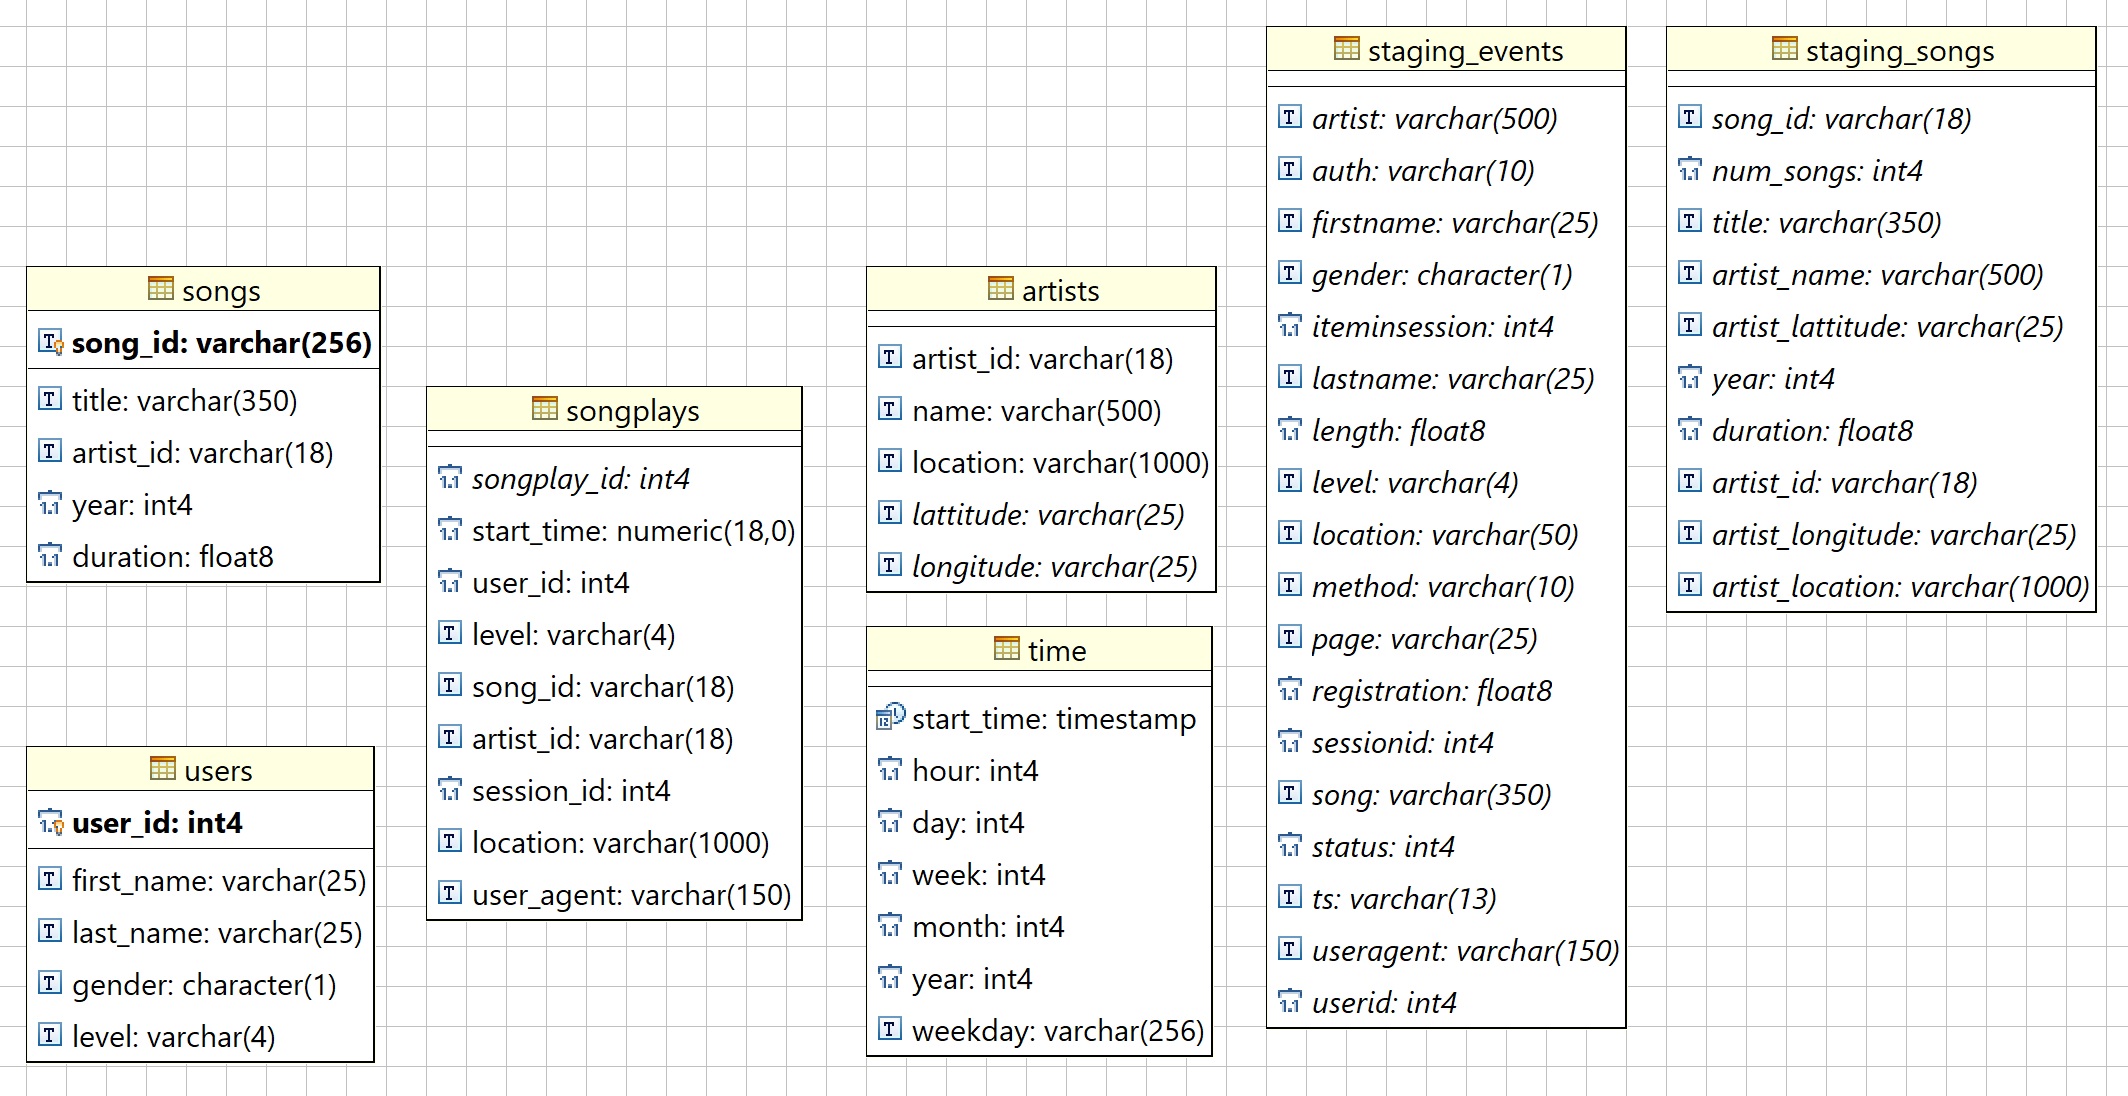 songs
song_id: varchar(256)
title: varchar(350)
artist_id: varchar(18)
year: int4
duration: float8
users
user_id: int4
first_name: varchar(25)
last_name: varchar(25)
gender: character(1)
level: varchar(4)
songplays
songplay_id: int4
start_time: numeric(18,0)
user_id: int4
level: varchar(4)
song_id: varchar(18)
artist_id: varchar(18)
session_id: int4
location: varchar(1000)
user_agent: varchar(150)
artists
artist_id: varchar(18)
name: varchar(500)
location: varchar(1000)
lattitude: varchar(25)
longitude: varchar(25)
time
start_time: timestamp
hour: int4
day: int4
week: int4
month: int4
year: int4
weekday: varchar(256)
staging_events
artist: varchar(500)
auth: varchar(10)
firstname: varchar(25)
gender: character(1)
iteminsession: int4
lastname: varchar(25)
length: float8
level: varchar(4)
location: varchar(50)
method: varchar(10)
page: varchar(25)
registration: float8
sessionid: int4
song: varchar(350)
status: int4
ts: varchar(13)
useragent: varchar(150)
userid: int4
staging_songs
song_id: varchar(18)
num_songs: int4
title: varchar(350)
artist_name: varchar(500)
artist_lattitude: varchar(25)
year: int4
duration: float8
artist_id: varchar(18)
artist_longitude: varchar(25)
artist_location: varchar(1000)